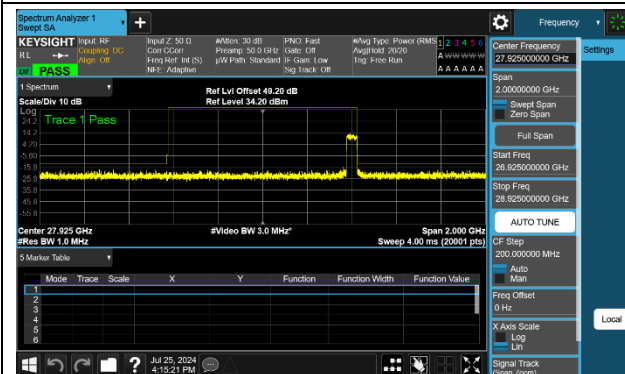 Spectrum Analyzer 1
Swept SA
Frequency
KEYSIGHT Input: RF Input Z: 50 Ω #Atten: 30 dB PNO: Fast #Avg Type: Power (RMS) 1 2 3 4 5 6
RL Coupling: DC Corr CCorr Preamp: 50.0 GHz Gate: Off Avg|Hold: 20/20 A W W W W W
Align: Off Freq Ref: Int (S) µW Path: Standard IF Gain: Low Trig: Free Run
PASS NFE: Adaptive Sig Track: Off A A A A A A
1 Spectrum Ref Lvl Offset 49.20 dB
Scale/Div 10 dB Ref Level 34.20 dBm
Log
Trace 1 Pass
24.2
14.2
4.20
-5.80
-15.8
-25.8
-35.8
-45.8
-55.8
Center 27.925 GHz #Video BW 3.0 MHz* Span 2.000 GHz
#Res BW 1.0 MHz Sweep 4.00 ms (20001 pts)
5 Marker Table
Mode Trace Scale X Y Function Function Width Function Value
1
2
3
4
5
6
Jul 25, 2024
4:15:21 PM
?
Center Frequency
27.925000000 GHz
Settings
Span
2.00000000 GHz
Swept Span
Zero Span
Full Span
Start Freq
26.925000000 GHz
Stop Freq
28.925000000 GHz
AUTO TUNE
CF Step
200.000000 MHz
Auto
Man
Freq Offset
0 Hz
Local
X Axis Scale
Log
Lin
Signal Track
(Span Zoom)